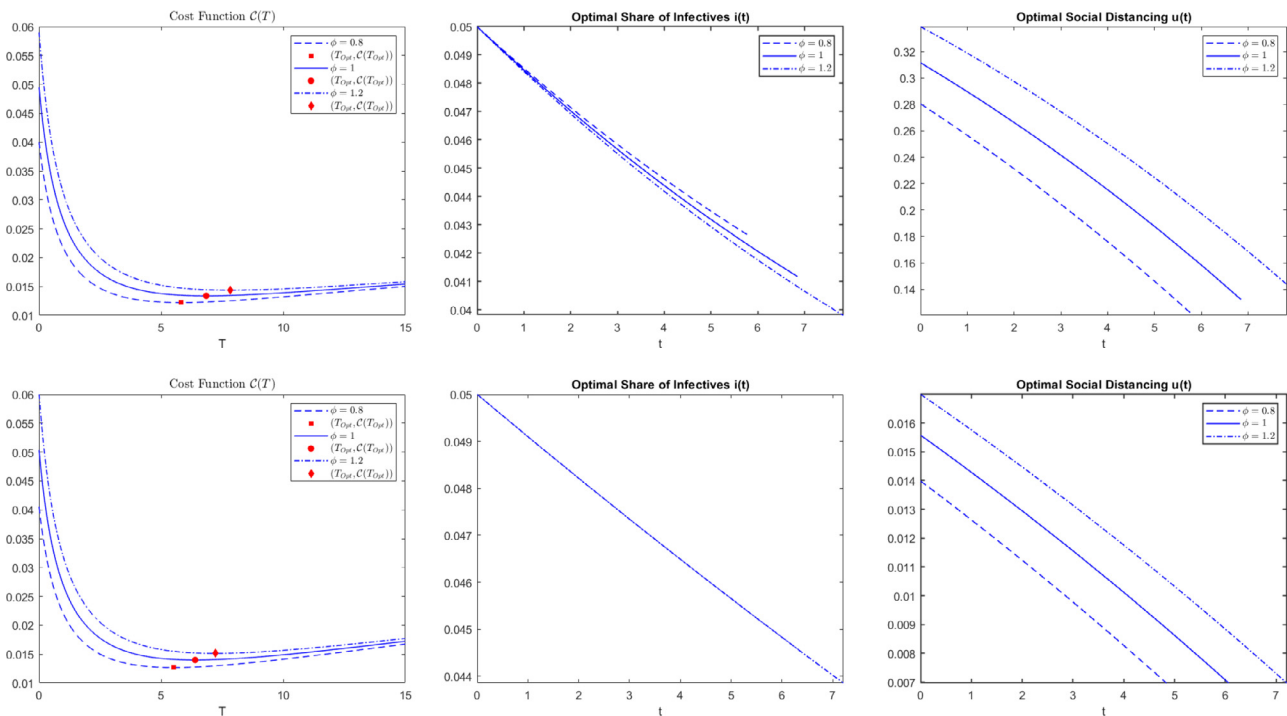 Cost Function C(T)
0.06
0.055
0.05
0.045
0.04
0.035
0.03
0.025
0.02
0.015
0.01
0
5
10
15
T
ϕ = 0.8
(T_Opt, C(T_Opt))
ϕ = 1
(T_Opt, C(T_Opt))
ϕ = 1.2
(T_Opt, C(T_Opt))
Optimal Share of Infectives i(t)
0.05
0.049
0.048
0.047
0.046
0.045
0.044
0.043
0.042
0.041
0.04
0
1
2
3
4
5
6
7
t
ϕ = 0.8
ϕ = 1
ϕ = 1.2
Optimal Social Distancing u(t)
0.32
0.3
0.28
0.26
0.24
0.22
0.2
0.18
0.16
0.14
0
1
2
3
4
5
6
7
t
ϕ = 0.8
ϕ = 1
ϕ = 1.2
Cost Function C(T)
0.06
0.055
0.05
0.045
0.04
0.035
0.03
0.025
0.02
0.015
0.01
0
5
10
15
T
ϕ = 0.8
(T_Opt, C(T_Opt))
ϕ = 1
(T_Opt, C(T_Opt))
ϕ = 1.2
(T_Opt, C(T_Opt))
Optimal Share of Infectives i(t)
0.05
0.049
0.048
0.047
0.046
0.045
0.044
0
1
2
3
4
5
6
7
t
ϕ = 0.8
ϕ = 1
ϕ = 1.2
Optimal Social Distancing u(t)
0.016
0.015
0.014
0.013
0.012
0.011
0.01
0.009
0.008
0.007
0
1
2
3
4
5
6
7
t
ϕ = 0.8
ϕ = 1
ϕ = 1.2